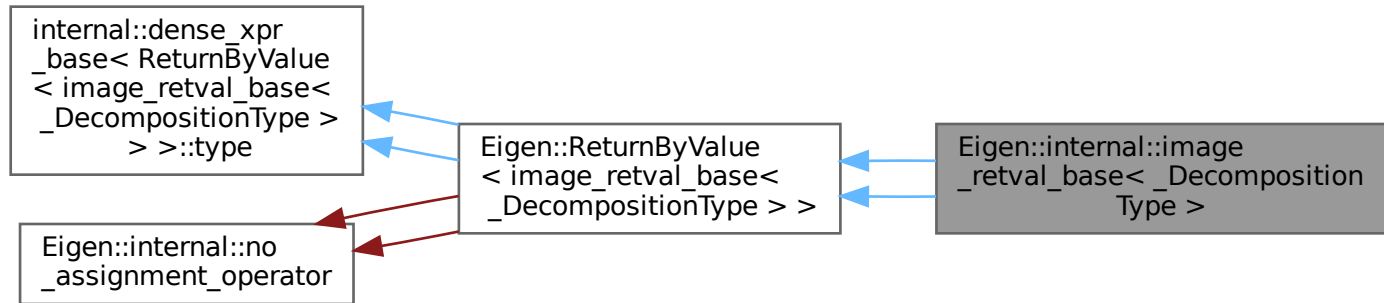 internal::dense_xpr
_base< ReturnByValue
< image_retval_base<
_DecompositionType >
> >::type
Eigen::internal::no
_assignment_operator
Eigen::ReturnByValue
< image_retval_base<
_DecompositionType > >
Eigen::internal::image
_retval_base< _Decomposition
Type >